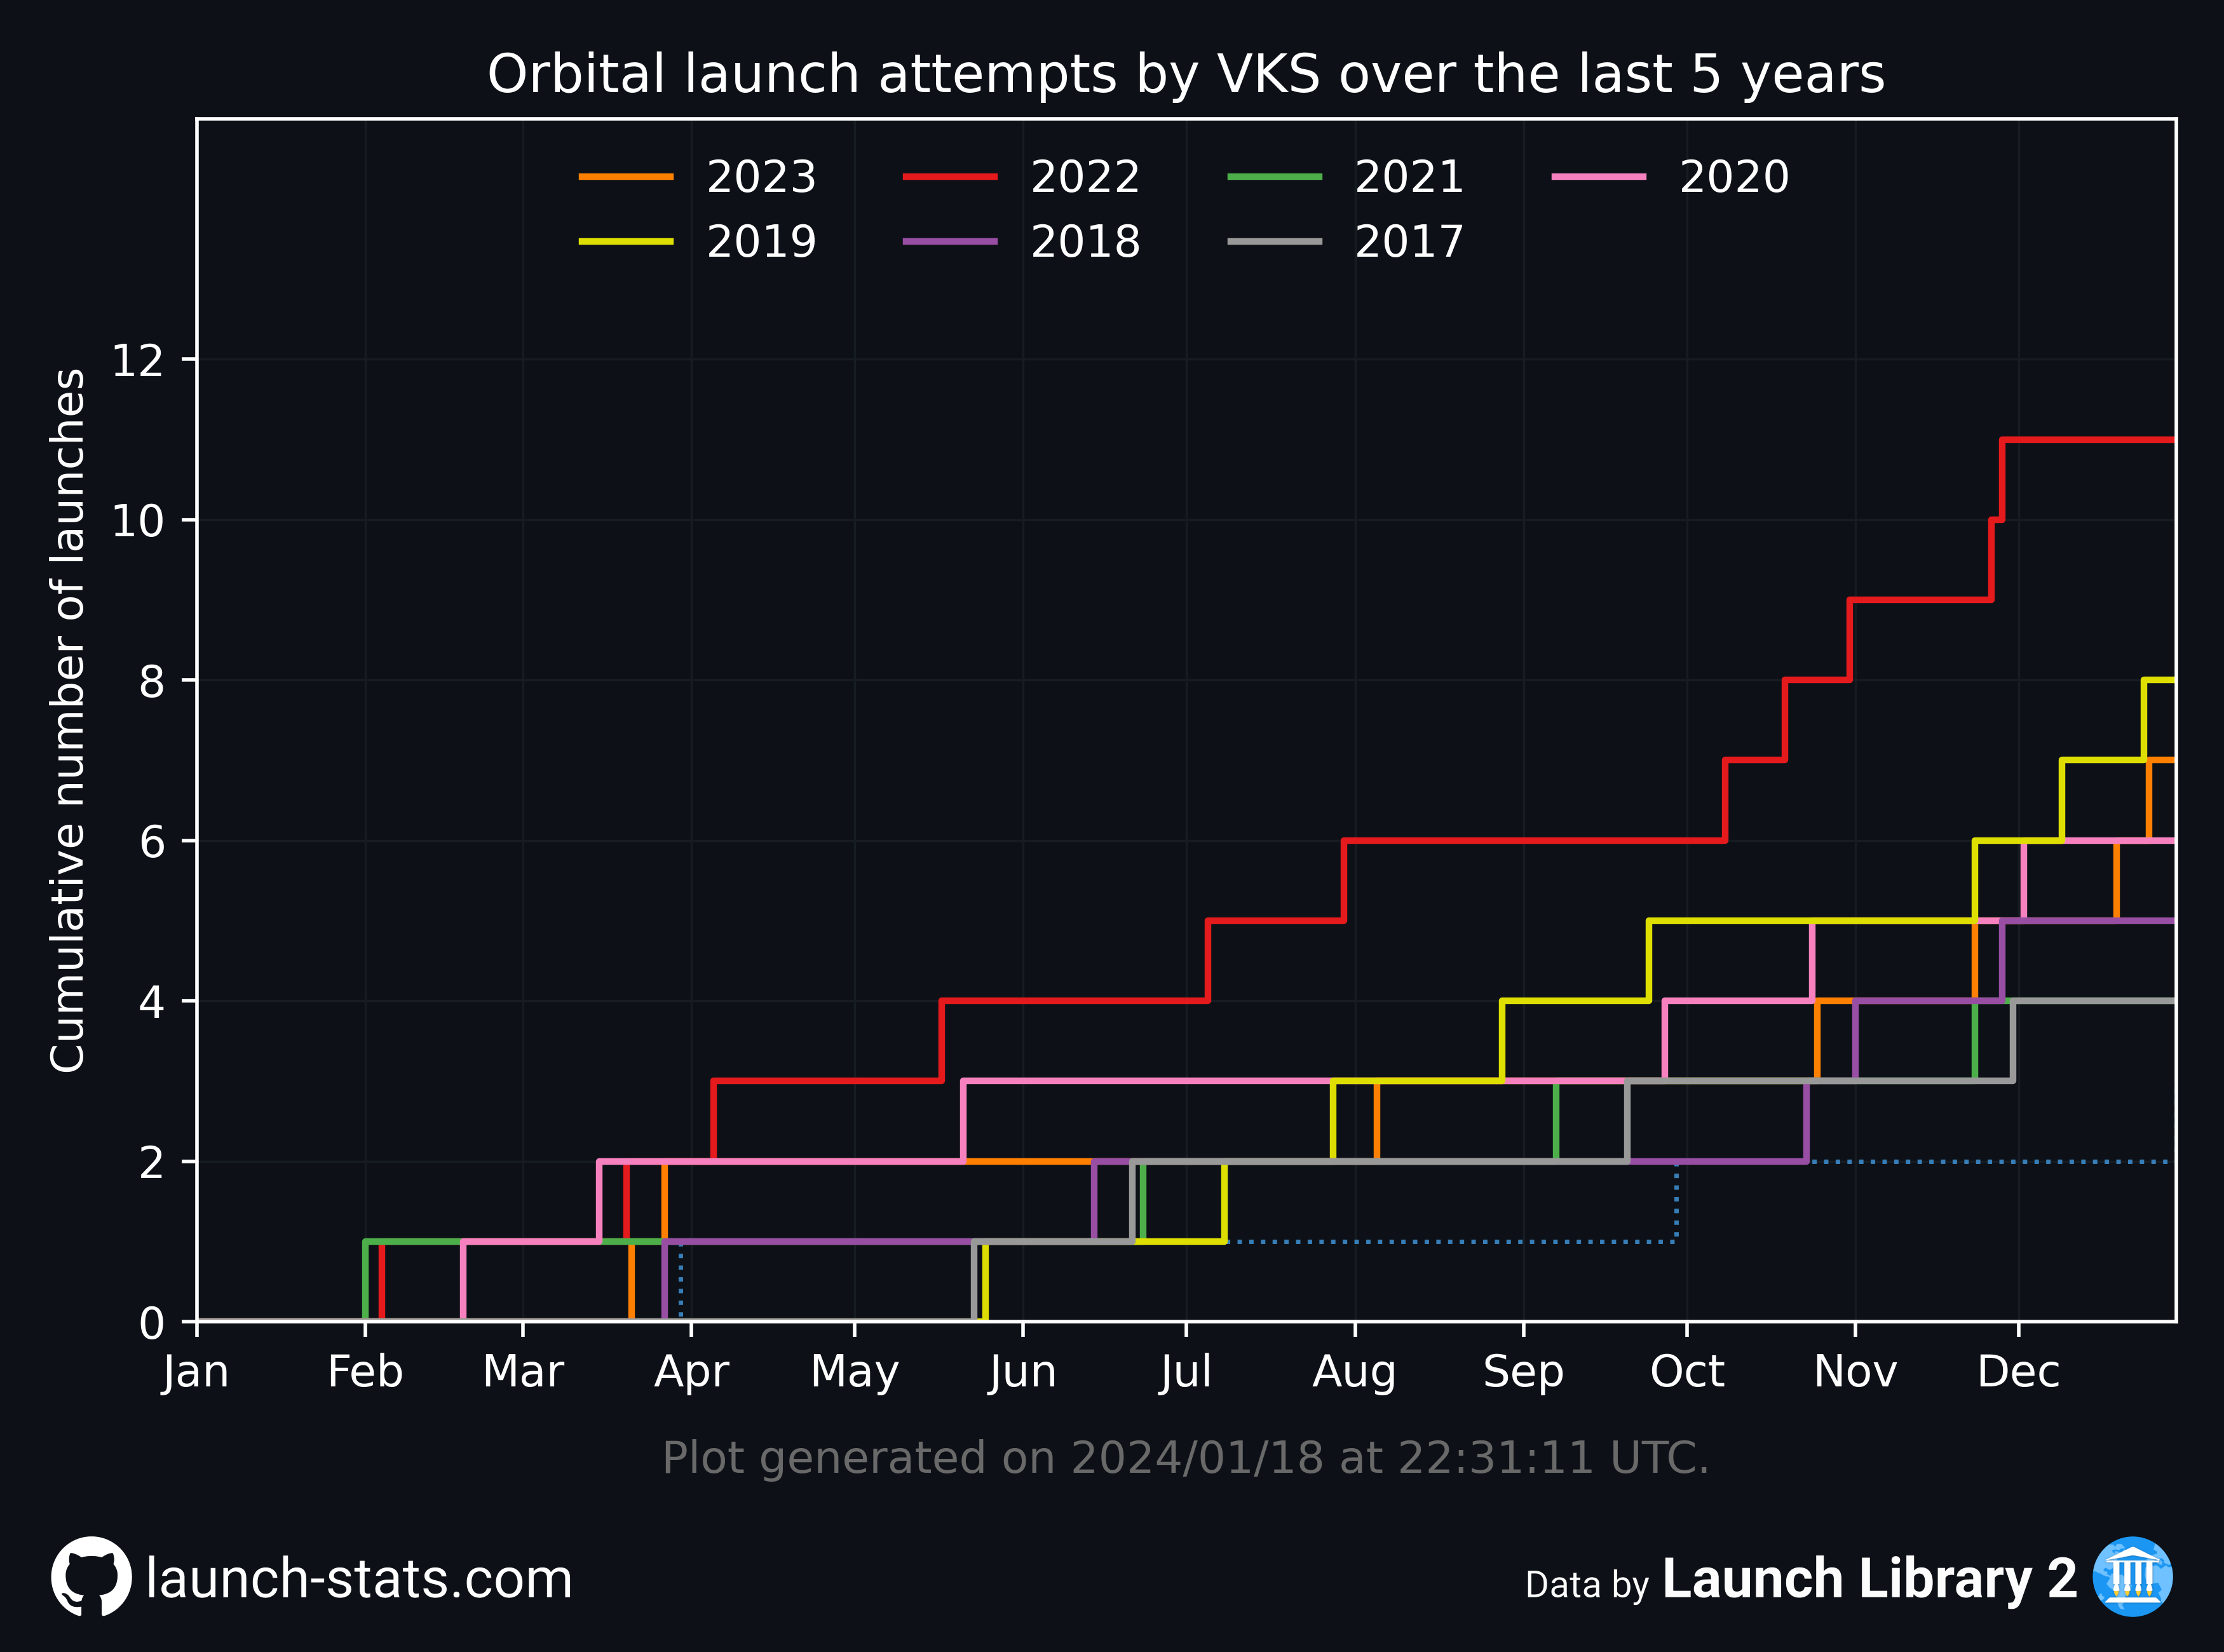 Orbital launch attempts by VKS over the last 5 years
2023 2022 2021 2020
2019 2018 2017
Cumulative number of launches
12
10
8
6
4
2
0
Jan Feb Mar Apr May Jun Jul Aug Sep Oct Nov Dec
Plot generated on 2024/01/18 at 22:31:11 UTC.
launch-stats.com
Data by Launch Library 2